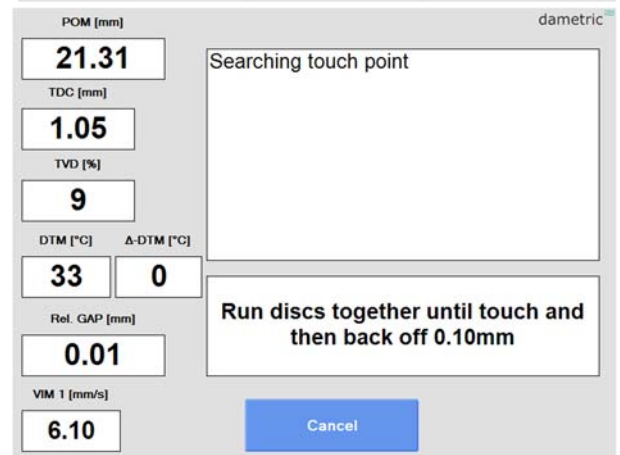 POM [mm]
dametric
21.31
Searching touch point
TDC [mm]
1.05
TVD [%]
9
DTM [°C] Δ-DTM [°C]
33 0
Rel. GAP [mm]
0.01
Run discs together until touch and
then back off 0.10mm
VIM 1 [mm/s]
6.10
Cancel